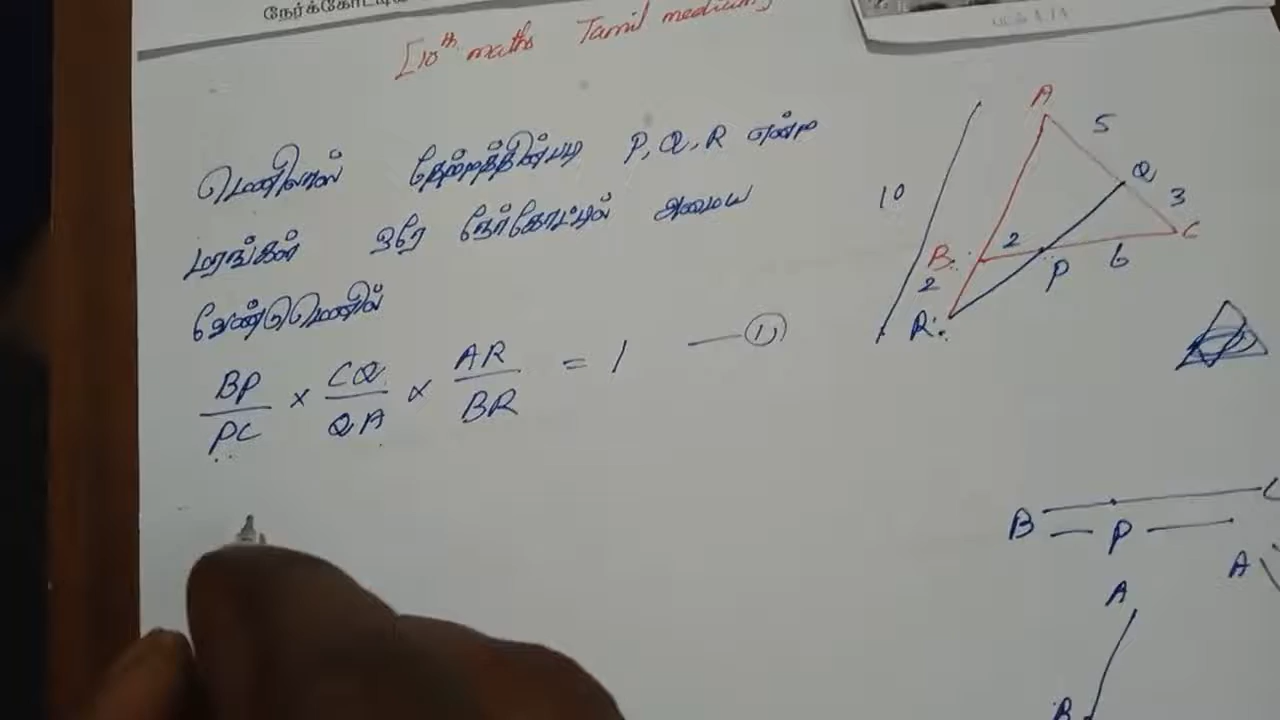 நேர்க்கோட்டில்
[10th maths Tamil medium]
மெனிலாஸ் தேற்றத்தின்படி P, Q, R என்ற
மரங்கள் ஒரே நேர்கோட்டில் அமைய
வேண்டுமெனில்
BP/PC × CQ/QA × AR/BR = 1 — (1)
A
5
Q
10
3
C
B
2
P
6
2
R
B P C
A
A
B